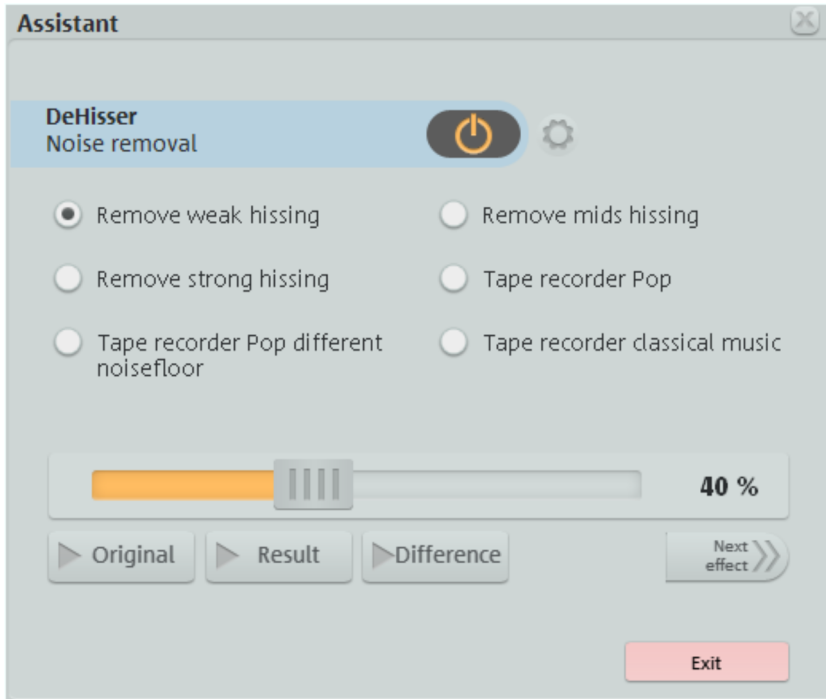 Assistant
DeHisser
Noise removal
Remove weak hissing
Remove mids hissing
Remove strong hissing
Tape recorder Pop
Tape recorder Pop different
noisefloor
Tape recorder classical music
40 %
Original
Result
Difference
Next
effect
Exit